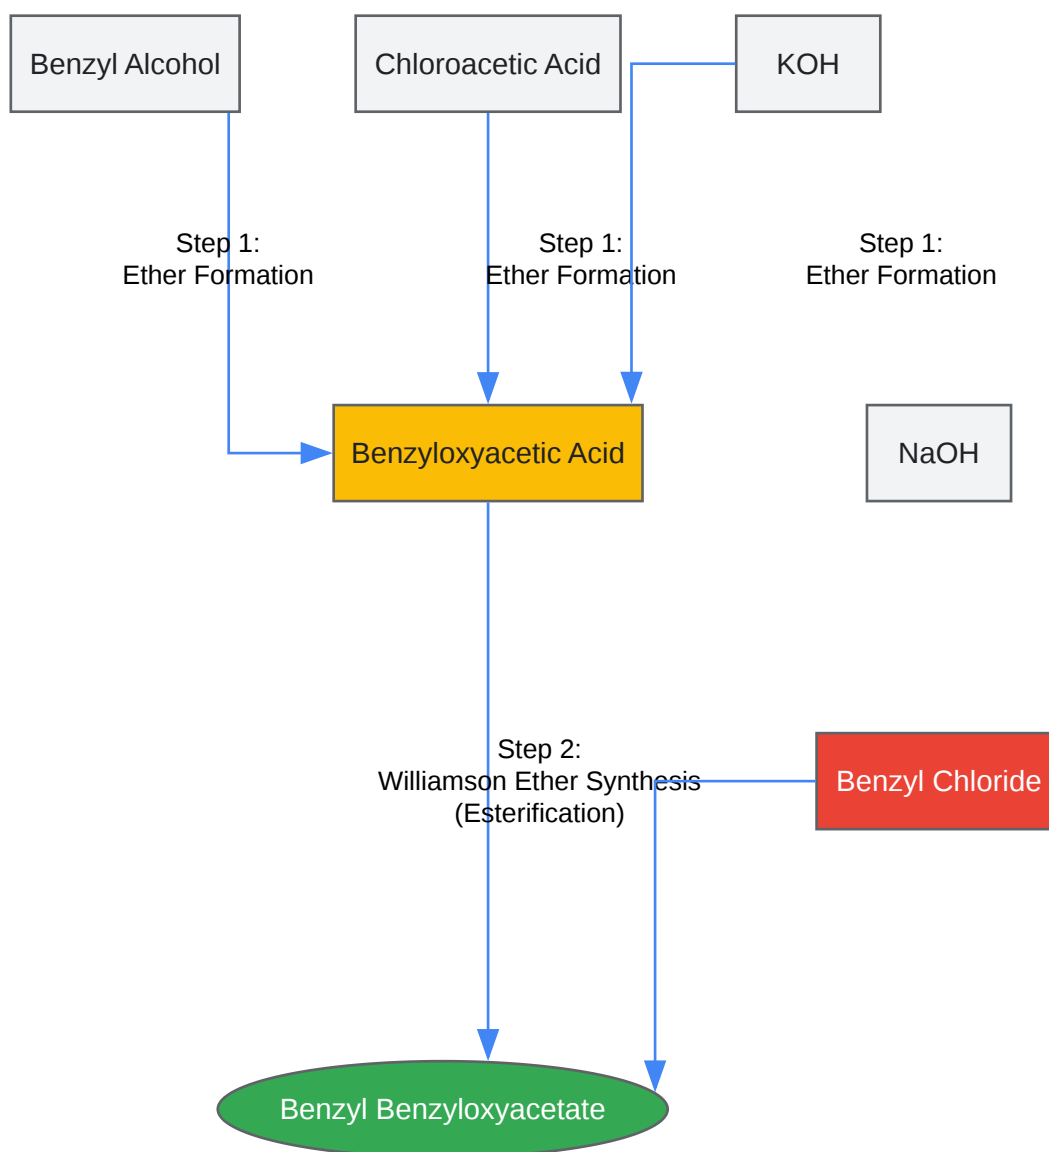 Benzyl Alcohol
Chloroacetic Acid
KOH
Step 1:
Ether Formation
Step 1:
Ether Formation
Step 1:
Ether Formation
Benzyloxyacetic Acid
NaOH
Step 2:
Williamson Ether Synthesis
(Esterification)
Benzyl Chloride
Benzyl Benzyloxyacetate